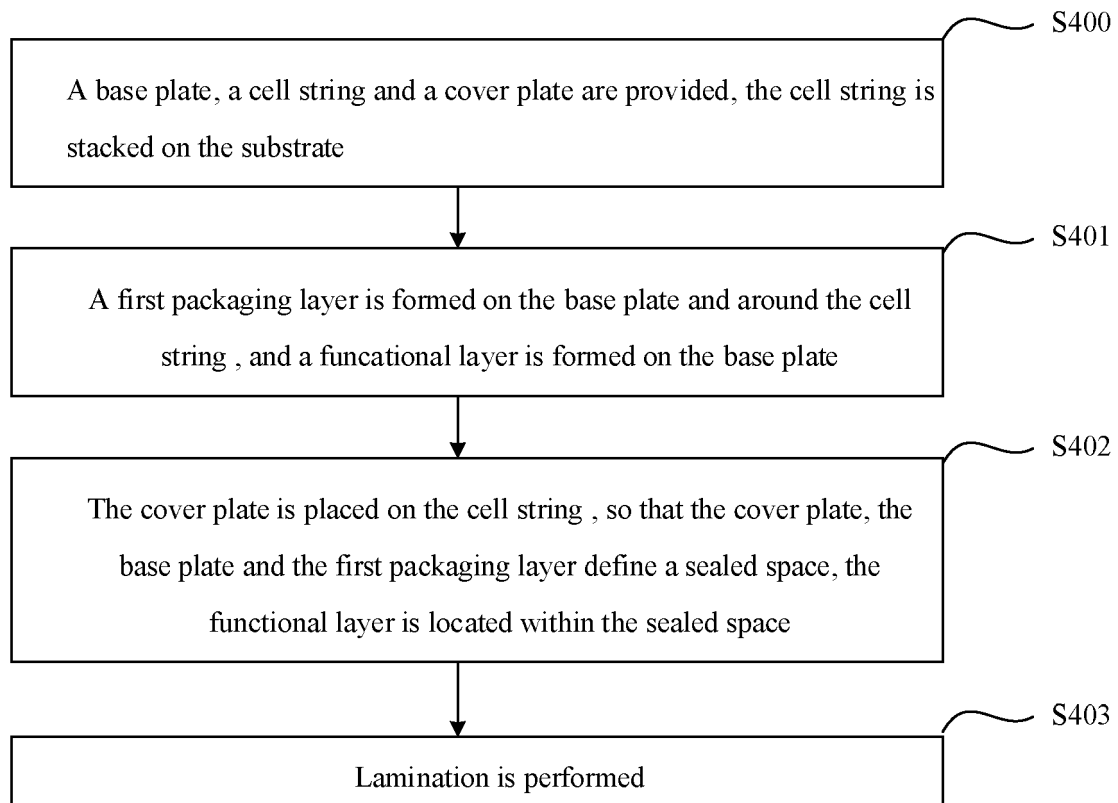 S400
A base plate, a cell string and a cover plate are provided, the cell string is
stacked on the substrate
S401
A first packaging layer is formed on the base plate and around the cell
string , and a funcational layer is formed on the base plate
S402
The cover plate is placed on the cell string , so that the cover plate, the
base plate and the first packaging layer define a sealed space, the
functional layer is located within the sealed space
S403
Lamination is performed